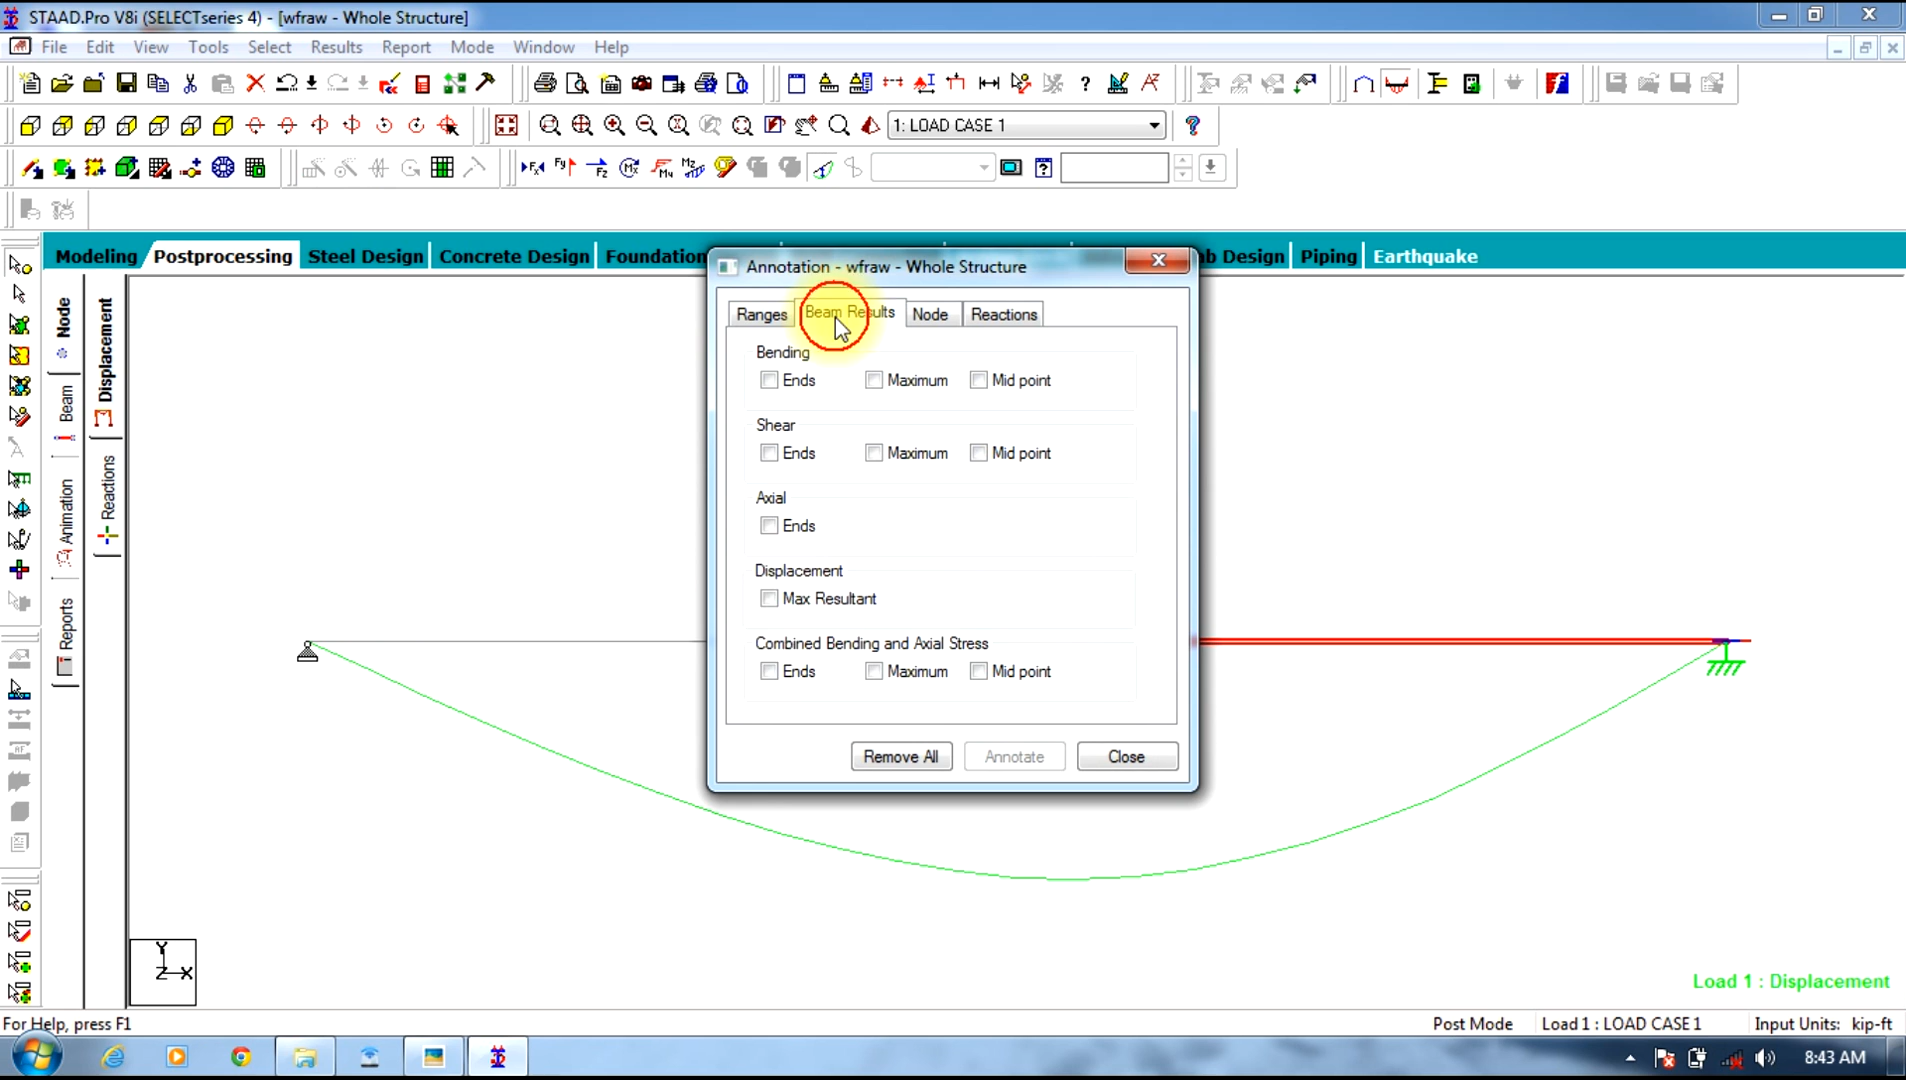 STAAD.Pro V8i (SELECTseries 4) - [wfraw - Whole Structure]
File Edit View Tools Select Results Report Mode Window Help
1: LOAD CASE 1
Modeling Postprocessing Steel Design Concrete Design Foundation b Design Piping Earthquake
Node
Beam
Animation
Reports
Displacement
Reactions
Annotation - wfraw - Whole Structure
Ranges Beam Results Node Reactions
Bending
Ends Maximum Mid point
Shear
Ends Maximum Mid point
Axial
Ends
Displacement
Max Resultant
Combined Bending and Axial Stress
Ends Maximum Mid point
Remove All Annotate Close
Y
Z X
Load 1 : Displacement
For Help, press F1
Post Mode Load 1 : LOAD CASE 1 Input Units: kip-ft
8:43 AM